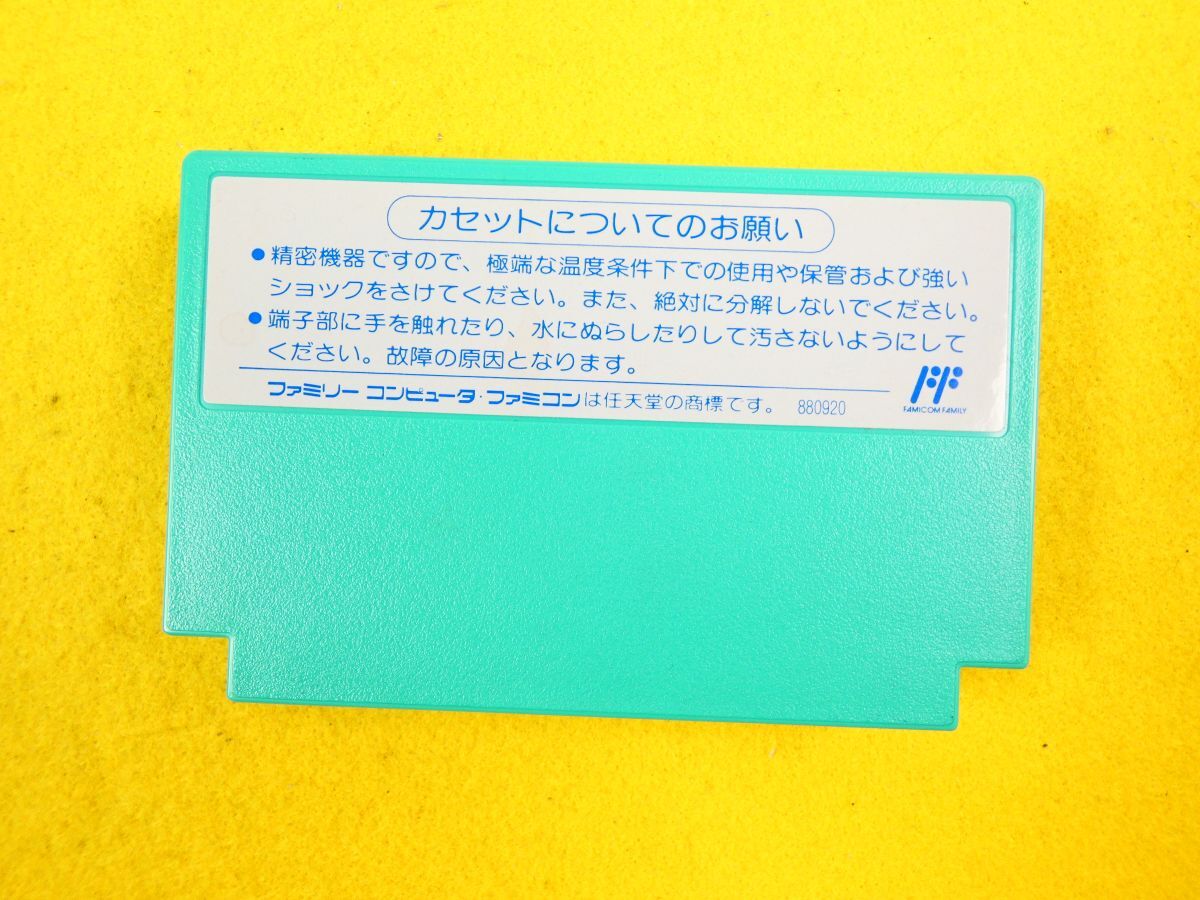 カセットについてのお願い
●精密機器ですので、極端な温度条件下での使用や保管および強い
ショックをさけてください。また、絶対に分解しないでください。
●端子部に手を触れたり、水にぬらしたりして汚さないようにして
ください。故障の原因となります。
ファミリー コンピュータ・ファミコンは任天堂の商標です。 880920
FAMICOM FAMILY